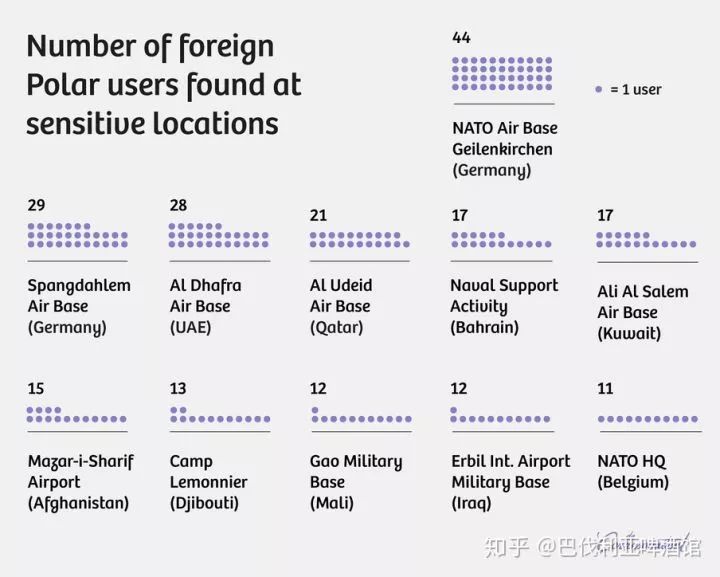 Number of foreign
Polar users found at
sensitive locations
44
= 1 user
NATO Air Base
Geilenkirchen
(Germany)
29
Spangdahlem
Air Base
(Germany)
28
Al Dhafra
Air Base
(UAE)
21
Al Udeid
Air Base
(Qatar)
17
Naval Support
Activity
(Bahrain)
17
Ali Al Salem
Air Base
(Kuwait)
15
Mazar-i-Sharif
Airport
(Afghanistan)
13
Camp
Lemonnier
(Djibouti)
12
Gao Military
Base
(Mali)
12
Erbil Int. Airport
Military Base
(Iraq)
11
NATO HQ
(Belgium)
知乎 @巴伐利亚啤酒馆